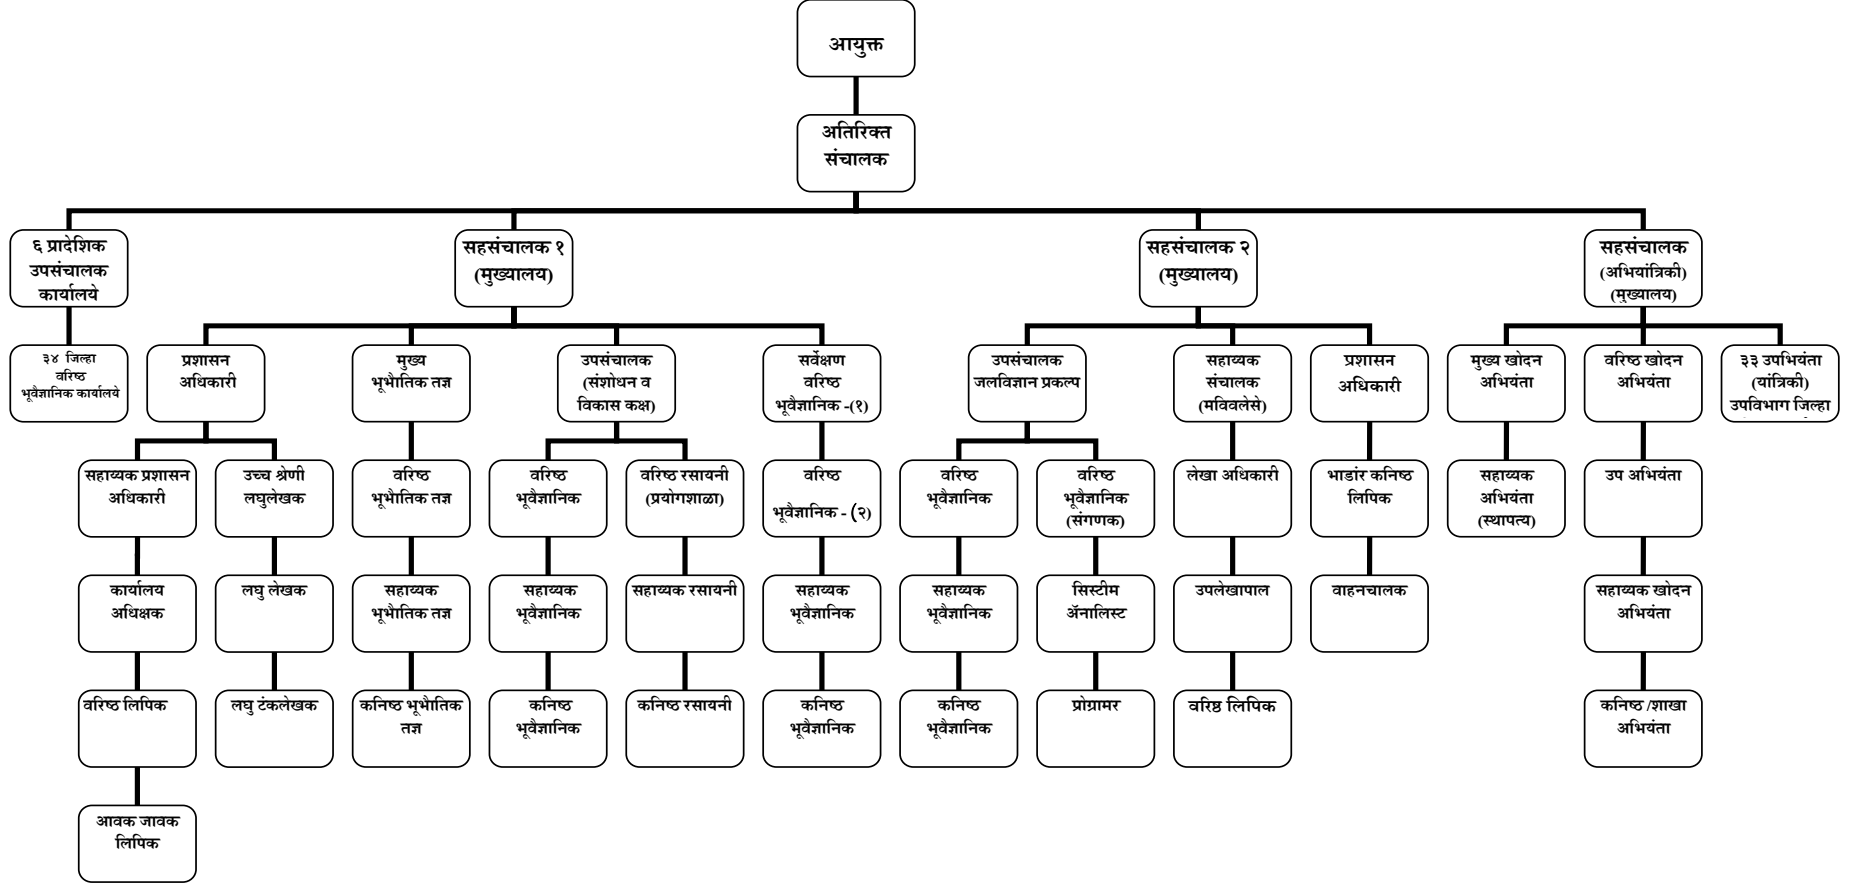 आयुक्त
अतिरिक्त
संचालक
६ प्रादेशिक
उपसंचालक
कार्यालये
सहसंचालक १
(मुख्यालय)
सहसंचालक २
(मुख्यालय)
सहसंचालक
(अभियांत्रिकी)
(मुख्यालय)
३४ जिल्हा
वरिष्ठ
भूवैज्ञानिक कार्यालये
प्रशासन
अधिकारी
मुख्य
भूभौतिक तज्ञ
उपसंचालक
(संशोधन व
विकास कक्ष)
सर्वेक्षण
वरिष्ठ
भूवैज्ञानिक -(१)
उपसंचालक
जलविज्ञान प्रकल्प
सहाय्यक
संचालक
(मविवलेसे)
प्रशासन
अधिकारी
मुख्य खोदन
अभियंता
वरिष्ठ खोदन
अभियंता
३३ उपभियंता
(यांत्रिकी)
उपविभाग जिल्हा
सहाय्यक प्रशासन
अधिकारी
उच्च श्रेणी
लघुलेखक
वरिष्ठ
भूभौतिक तज्ञ
वरिष्ठ
भूवैज्ञानिक
वरिष्ठ रसायनी
(प्रयोगशाळा)
वरिष्ठ
भूवैज्ञानिक - (२)
वरिष्ठ
भूवैज्ञानिक
वरिष्ठ
भूवैज्ञानिक
(संगणक)
लेखा अधिकारी
भाडांर कनिष्ठ
लिपिक
सहाय्यक
अभियंता
(स्थापत्य)
उप अभियंता
कार्यालय
अधिक्षक
लघु लेखक
सहाय्यक
भूभौतिक तज्ञ
सहाय्यक
भूवैज्ञानिक
सहाय्यक रसायनी
सहाय्यक
भूवैज्ञानिक
सहाय्यक
भूवैज्ञानिक
सिस्टीम
ॲनालिस्ट
उपलेखापाल
वाहनचालक
सहाय्यक खोदन
अभियंता
वरिष्ठ लिपिक
लघु टंकलेखक
कनिष्ठ भूभौतिक
तज्ञ
कनिष्ठ
भूवैज्ञानिक
कनिष्ठ रसायनी
कनिष्ठ
भूवैज्ञानिक
कनिष्ठ
भूवैज्ञानिक
प्रोग्रामर
वरिष्ठ लिपिक
कनिष्ठ /शाखा
अभियंता
आवक जावक
लिपिक